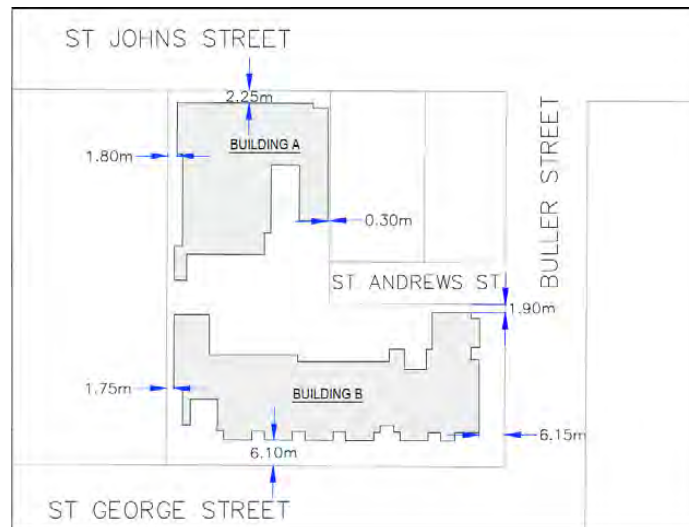 ST JOHNS STREET
2.25m
BUILDING A
1.80m
BULLER STREET
0.30m
ST ANDREWS ST
1.90m
1.75m
BUILDING B
6.15m
6.10m
ST GEORGE STREET